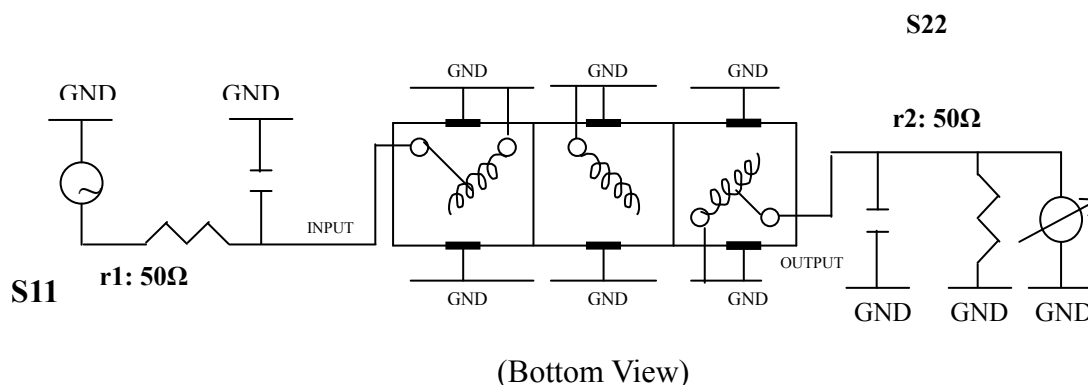 S22
GND
GND
GND
GND
GND
r2: 50Ω
INPUT
r1: 50Ω
S11
OUTPUT
GND
GND
GND
GND
GND
GND
(Bottom View)